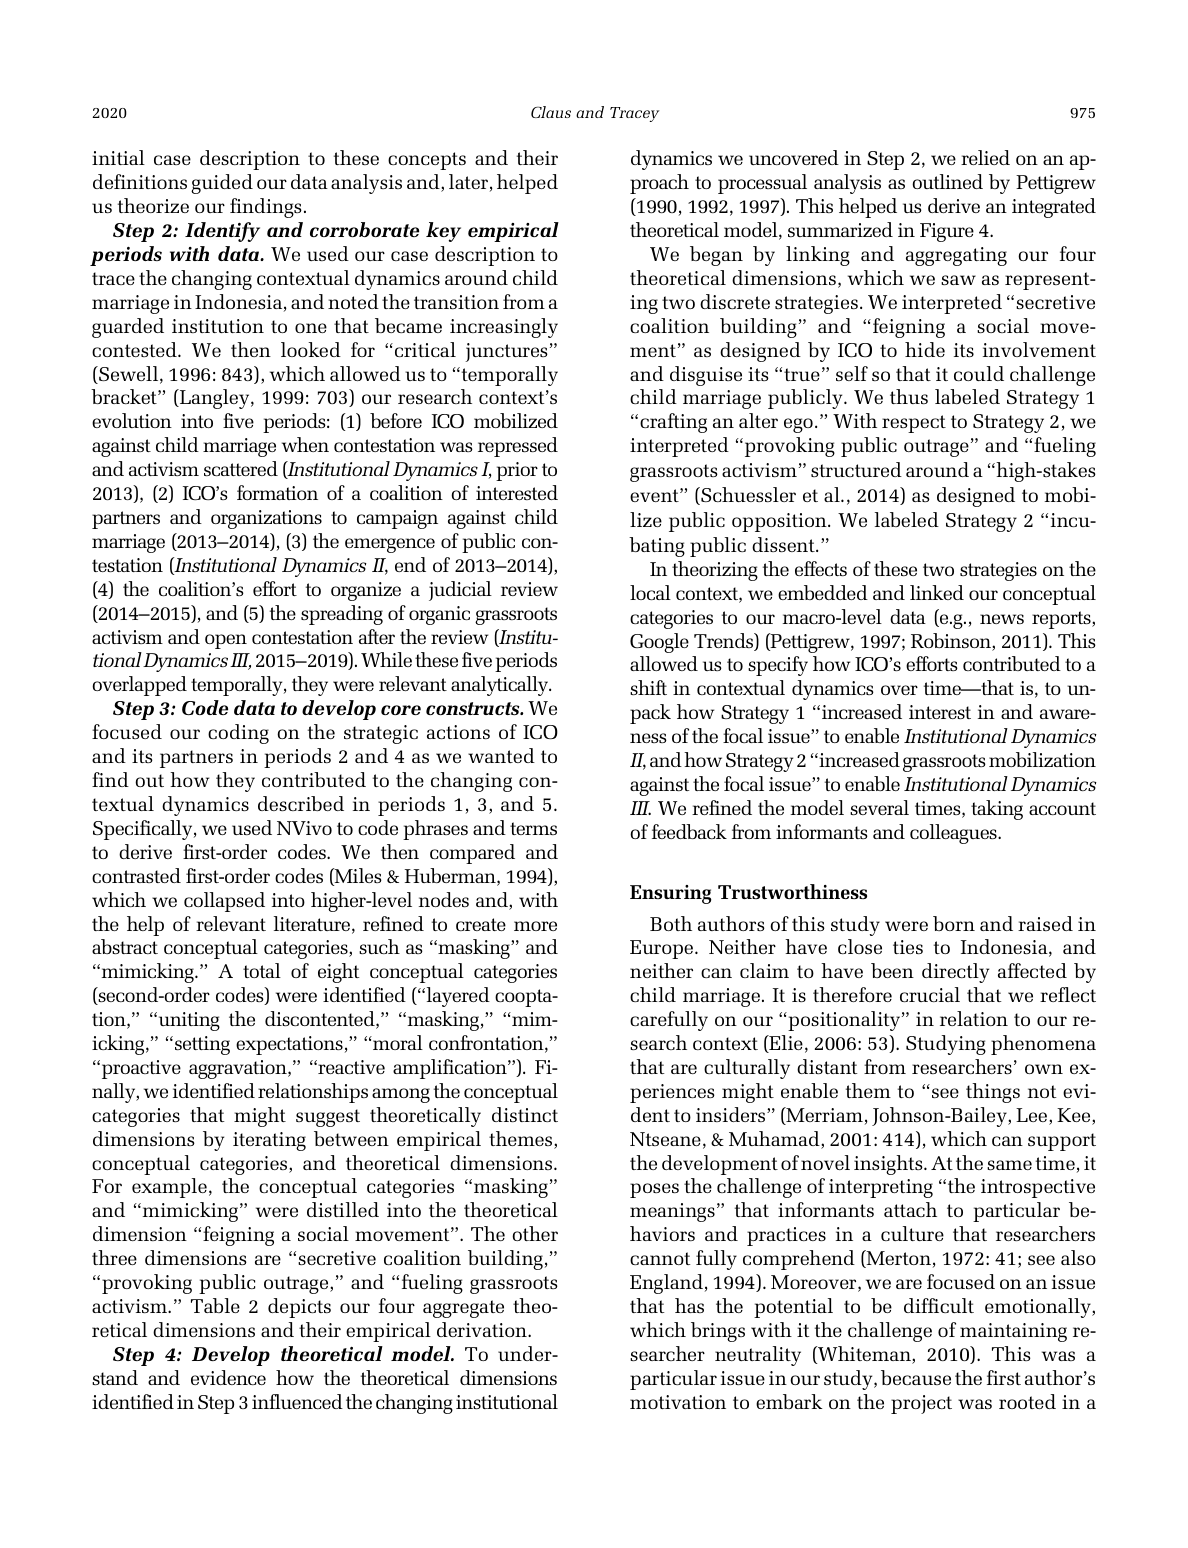 2020
Claus and Tracey
975
initial case description to these concepts and their
definitions guided our data analysis and, later, helped
us theorize our findings.
Step 2: Identify and corroborate key empirical
periods with data. We used our case description to
trace the changing contextual dynamics around child
marriage in Indonesia, and noted the transition from a
guarded institution to one that became increasingly
contested. We then looked for “critical junctures”
(Sewell, 1996: 843), which allowed us to “temporally
bracket” (Langley, 1999: 703) our research context’s
evolution into five periods: (1) before ICO mobilized
against child marriage when contestation was repressed
and activism scattered (Institutional Dynamics I, prior to
2013), (2) ICO’s formation of a coalition of interested
partners and organizations to campaign against child
marriage (2013–2014), (3) the emergence of public con-
testation (Institutional Dynamics II, end of 2013–2014),
(4) the coalition’s effort to organize a judicial review
(2014–2015), and (5) the spreading of organic grassroots
activism and open contestation after the review (Institu-
tional Dynamics III, 2015–2019). While these five periods
overlapped temporally, they were relevant analytically.
Step 3: Code data to develop core constructs. We
focused our coding on the strategic actions of ICO
and its partners in periods 2 and 4 as we wanted to
find out how they contributed to the changing con-
textual dynamics described in periods 1, 3, and 5.
Specifically, we used NVivo to code phrases and terms
to derive first-order codes. We then compared and
contrasted first-order codes (Miles & Huberman, 1994),
which we collapsed into higher-level nodes and, with
the help of relevant literature, refined to create more
abstract conceptual categories, such as “masking” and
“mimicking.” A total of eight conceptual categories
(second-order codes) were identified (“layered coopta-
tion,” “uniting the discontented,” “masking,” “mim-
icking,” “setting expectations,” “moral confrontation,”
“proactive aggravation,” “reactive amplification”). Fi-
nally, we identified relationships among the conceptual
categories that might suggest theoretically distinct
dimensions by iterating between empirical themes,
conceptual categories, and theoretical dimensions.
For example, the conceptual categories “masking”
and “mimicking” were distilled into the theoretical
dimension “feigning a social movement”. The other
three dimensions are “secretive coalition building,”
“provoking public outrage,” and “fueling grassroots
activism.” Table 2 depicts our four aggregate theo-
retical dimensions and their empirical derivation.
Step 4: Develop theoretical model. To under-
stand and evidence how the theoretical dimensions
identified in Step 3 influenced the changing institutional
dynamics we uncovered in Step 2, we relied on an ap-
proach to processual analysis as outlined by Pettigrew
(1990, 1992, 1997). This helped us derive an integrated
theoretical model, summarized in Figure 4.
We began by linking and aggregating our four
theoretical dimensions, which we saw as represent-
ing two discrete strategies. We interpreted “secretive
coalition building” and “feigning a social move-
ment” as designed by ICO to hide its involvement
and disguise its “true” self so that it could challenge
child marriage publicly. We thus labeled Strategy 1
“crafting an alter ego.” With respect to Strategy 2, we
interpreted “provoking public outrage” and “fueling
grassroots activism” structured around a “high-stakes
event” (Schuessler et al., 2014) as designed to mobi-
lize public opposition. We labeled Strategy 2 “incu-
bating public dissent.”
In theorizing the effects of these two strategies on the
local context, we embedded and linked our conceptual
categories to our macro-level data (e.g., news reports,
Google Trends) (Pettigrew, 1997; Robinson, 2011). This
allowed us to specify how ICO’s efforts contributed to a
shift in contextual dynamics over time—that is, to un-
pack how Strategy 1 “increased interest in and aware-
ness of the focal issue” to enable Institutional Dynamics
II, and how Strategy 2 “increased grassroots mobilization
against the focal issue” to enable Institutional Dynamics
III. We refined the model several times, taking account
of feedback from informants and colleagues.
Ensuring Trustworthiness
Both authors of this study were born and raised in
Europe. Neither have close ties to Indonesia, and
neither can claim to have been directly affected by
child marriage. It is therefore crucial that we reflect
carefully on our “positionality” in relation to our re-
search context (Elie, 2006: 53). Studying phenomena
that are culturally distant from researchers’ own ex-
periences might enable them to “see things not evi-
dent to insiders” (Merriam, Johnson-Bailey, Lee, Kee,
Ntseane, & Muhamad, 2001: 414), which can support
the development of novel insights. At the same time, it
poses the challenge of interpreting “the introspective
meanings” that informants attach to particular be-
haviors and practices in a culture that researchers
cannot fully comprehend (Merton, 1972: 41; see also
England, 1994). Moreover, we are focused on an issue
that has the potential to be difficult emotionally,
which brings with it the challenge of maintaining re-
searcher neutrality (Whiteman, 2010). This was a
particular issue in our study, because the first author’s
motivation to embark on the project was rooted in a